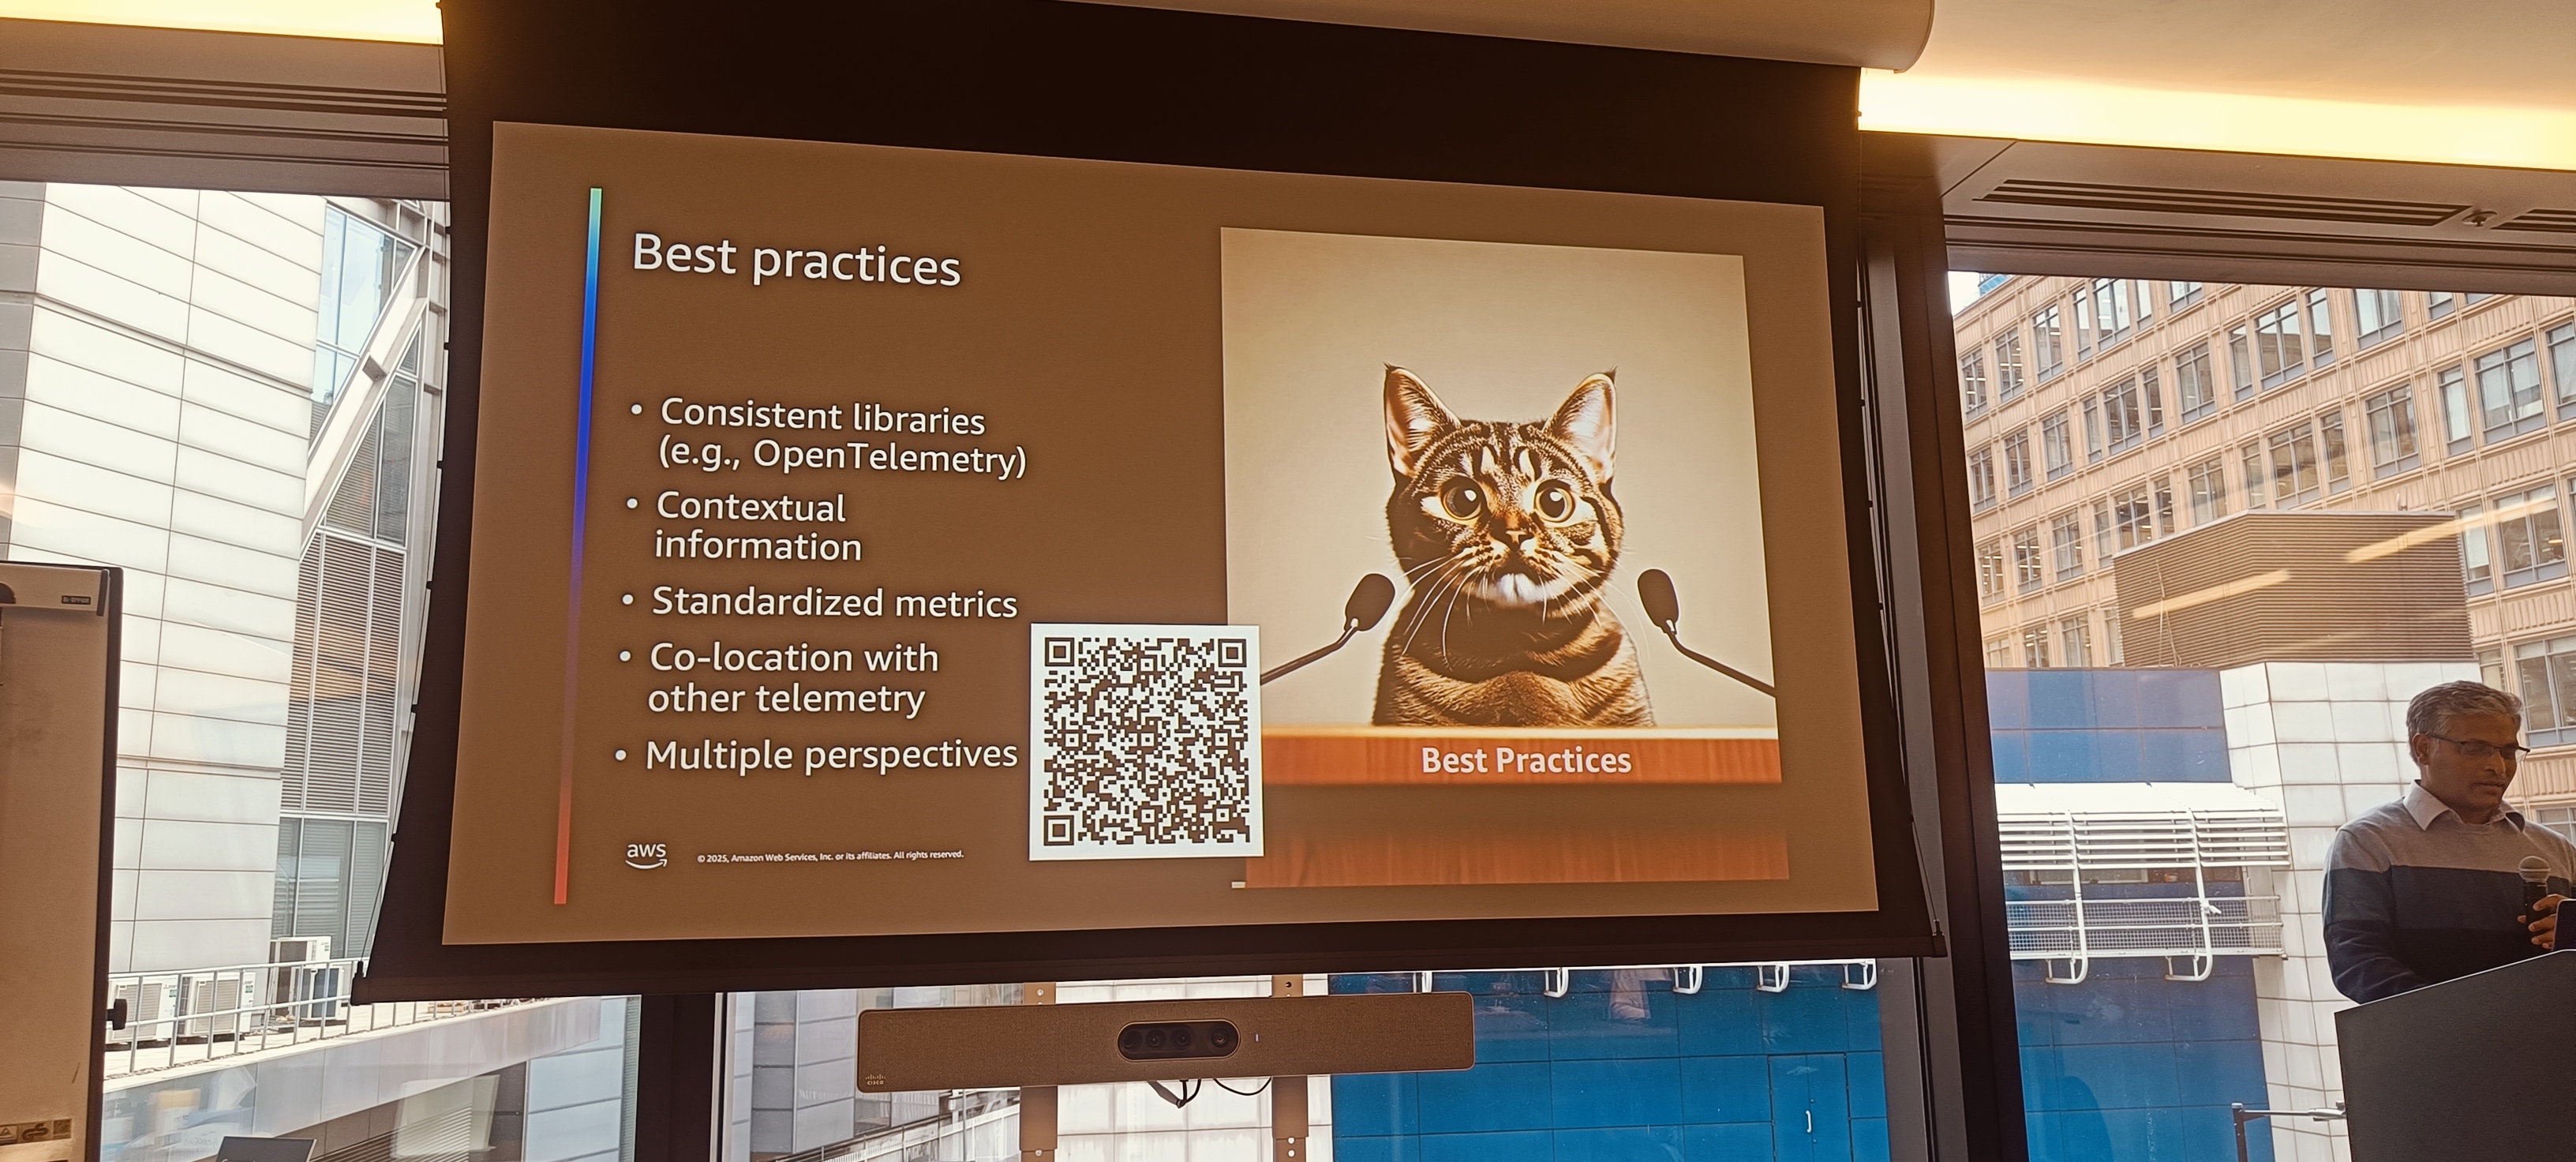 Best practices
• Consistent libraries
(e.g., OpenTelemetry)
• Contextual
information
• Standardized metrics
• Co-location with
other telemetry
• Multiple perspectives
Best Practices
aws
© 2025, Amazon Web Services, Inc. or its affiliates. All rights reserved.
CISCO